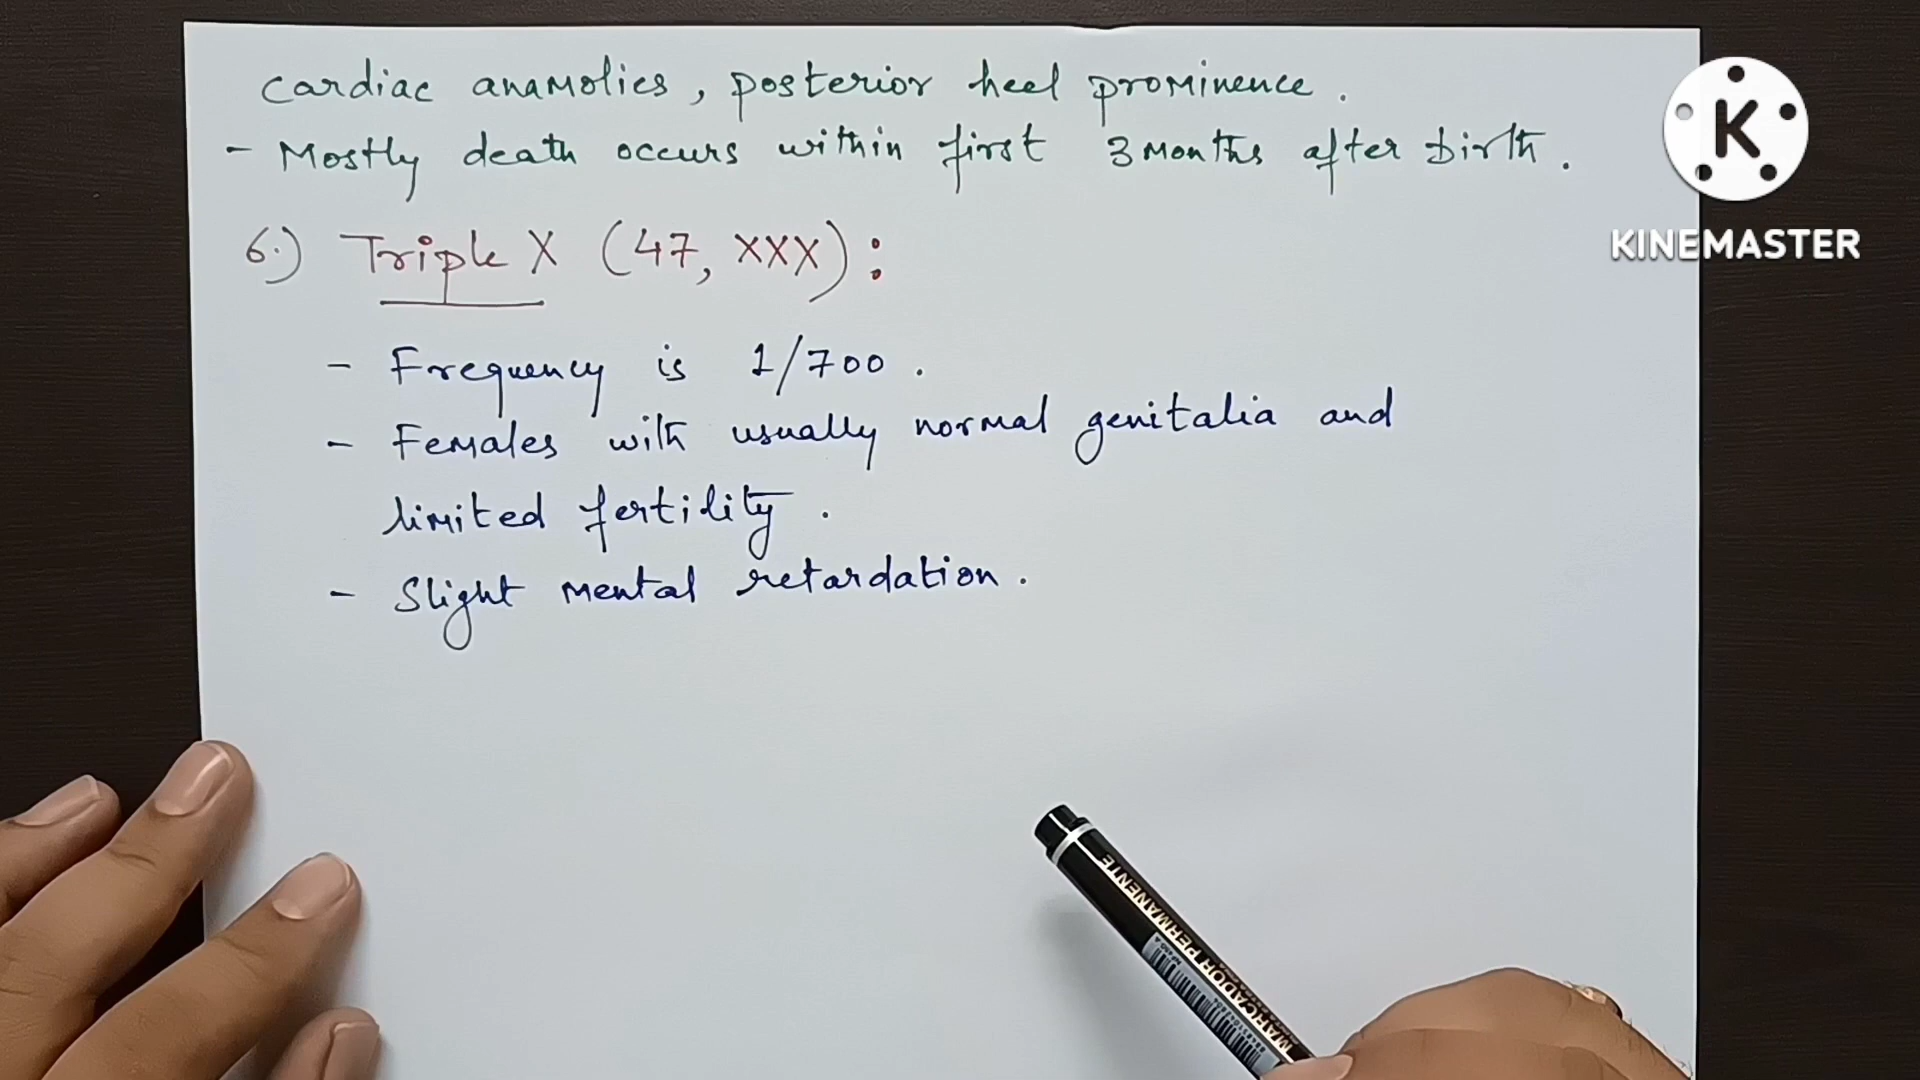 cardiac anamolies, posterior heel prominence.
- Mostly death occurs within first 3 months after birth.
6.) Triple X (47, XXX):
- Frequency is 1/700.
- Females with usually normal genitalia and
limited fertility.
- Slight mental retardation.
K
KINEMASTER
MARCADOR PERMANENTE